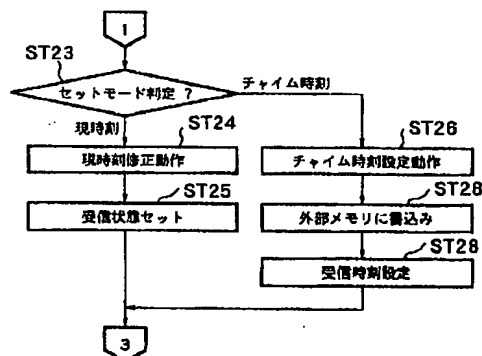 1
ST23
セットモード判定 ?
チャイム時刻
現時刻
ST24
現時刻修正動作
ST25
受信状態セット
ST26
チャイム時刻設定動作
ST28
外部メモリに書込み
ST28
受信時刻設定
3